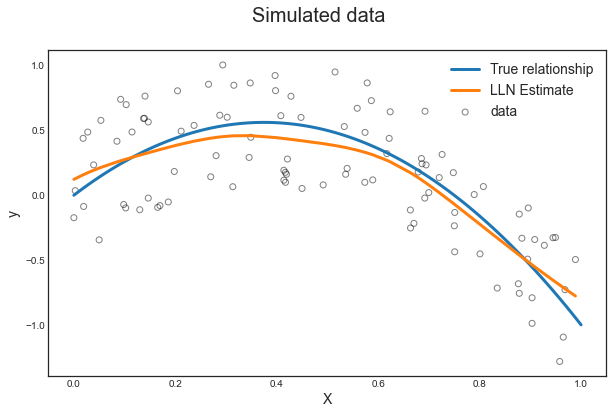 Simulated data
True relationship
LLN Estimate
data
y
1.0
0.5
0.0
−0.5
−1.0
0.0 0.2 0.4 0.6 0.8 1.0
X